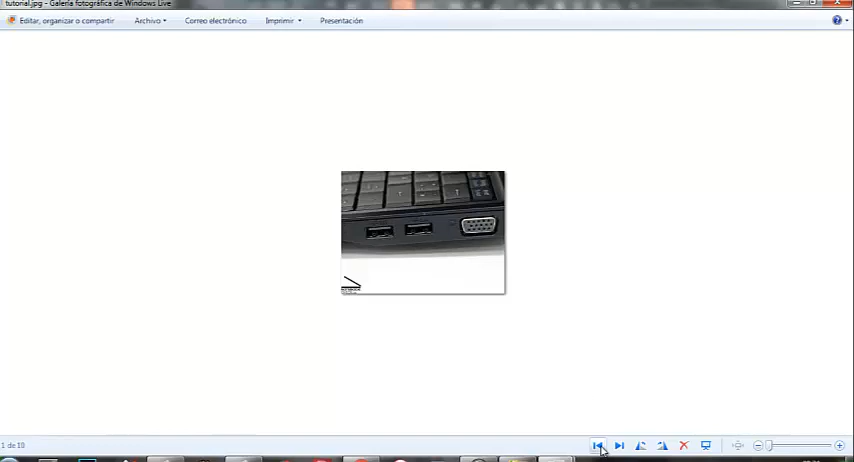 tutorial.jpg - Galería fotográfica de Windows Live
Editar, organizar o compartir Archivo Correo electrónico Imprimir Presentación
1 de 10